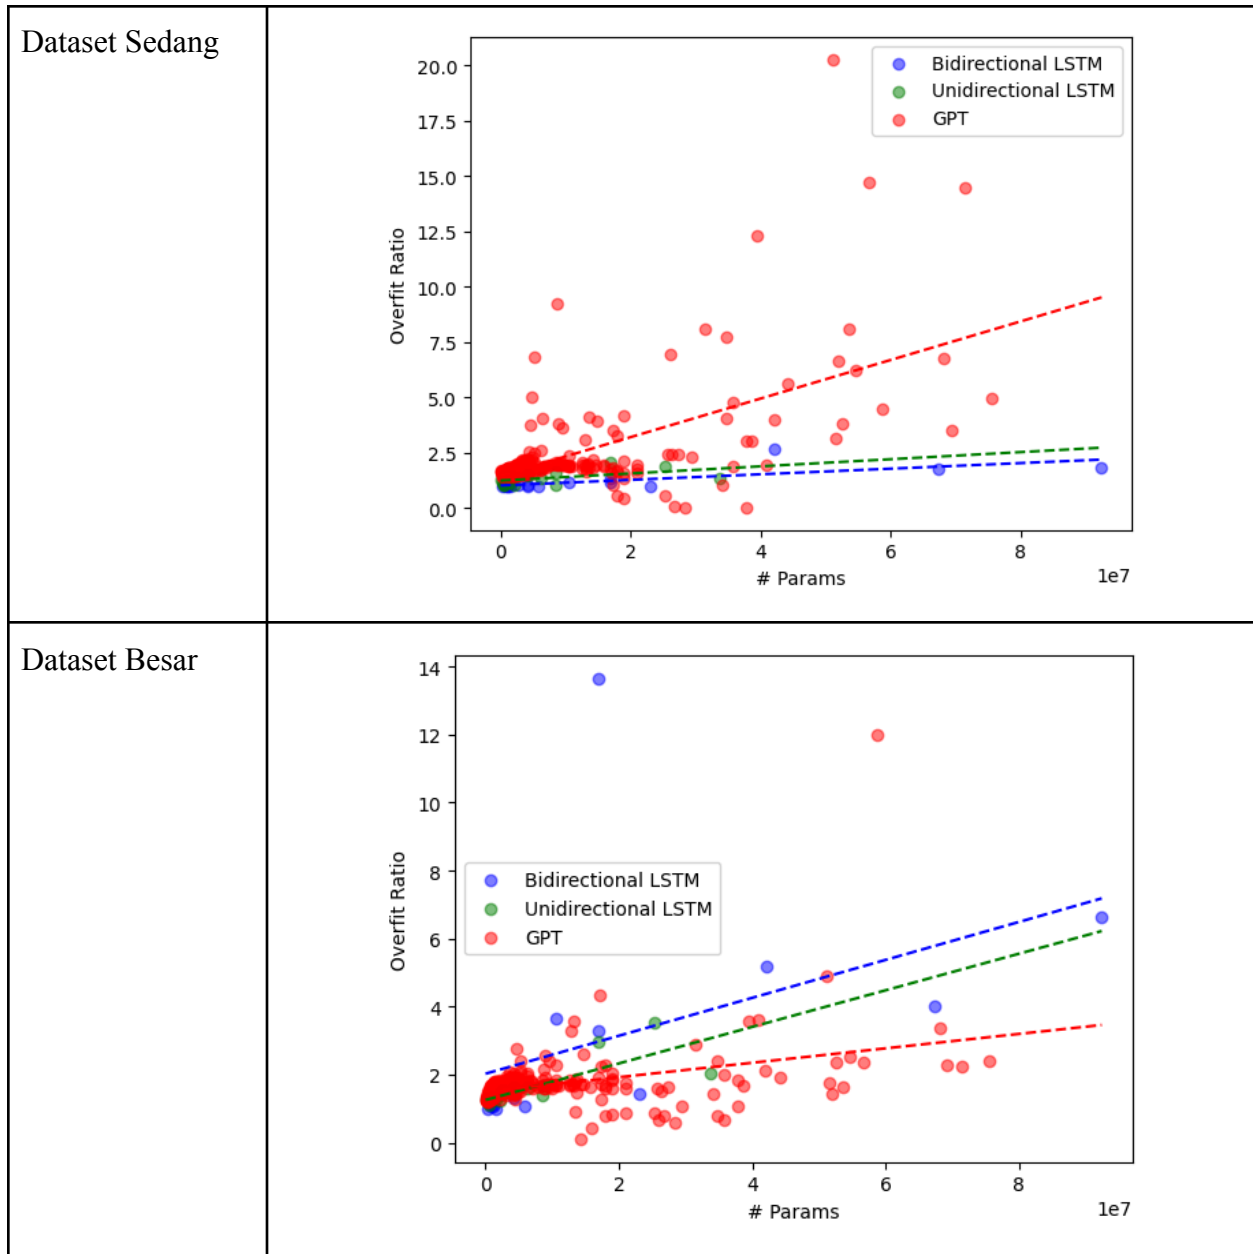 Dataset Sedang
20.0
17.5
15.0
12.5
10.0
7.5
5.0
2.5
0.0
Overfit Ratio
Bidirectional LSTM
Unidirectional LSTM
GPT
0 2 4 6 8
1e7
# Params
Dataset Besar
14
12
10
8
6
4
2
0
Overfit Ratio
Bidirectional LSTM
Unidirectional LSTM
GPT
0 2 4 6 8
1e7
# Params